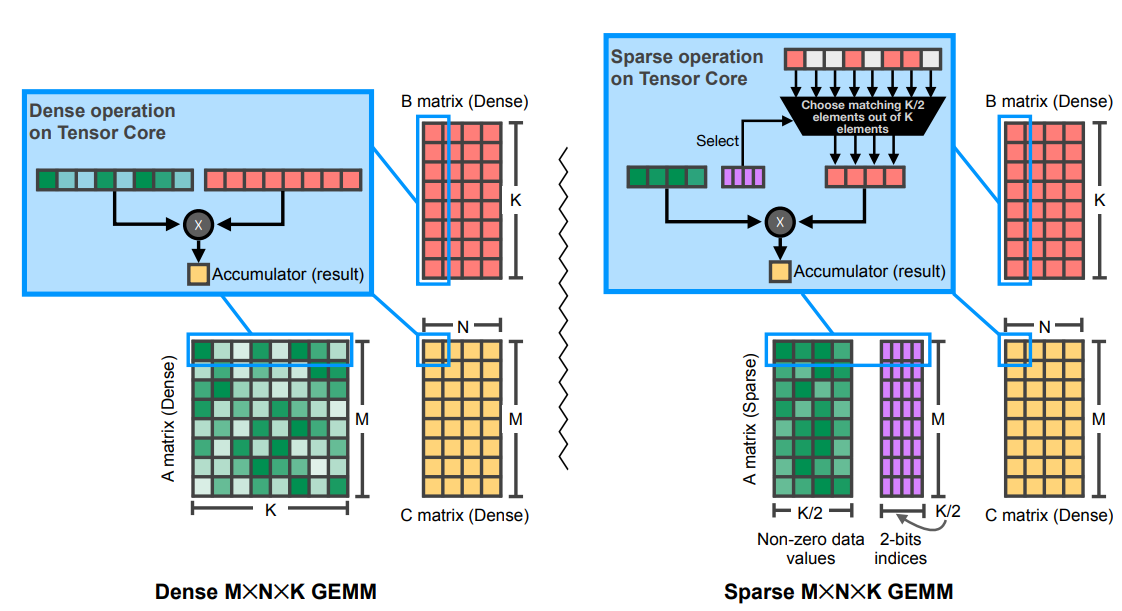 Dense operation
on Tensor Core
B matrix (Dense)
K
X
Accumulator (result)
N
A matrix (Dense)
M
M
K
C matrix (Dense)
Dense M×N×K GEMM
Sparse operation
on Tensor Core
Choose matching K/2
elements out of K
elements
Select
B matrix (Dense)
K
X
Accumulator (result)
N
A matrix (Sparse)
M
M
K/2
K/2
C matrix (Dense)
Non-zero data
values
2-bits
indices
Sparse M×N×K GEMM